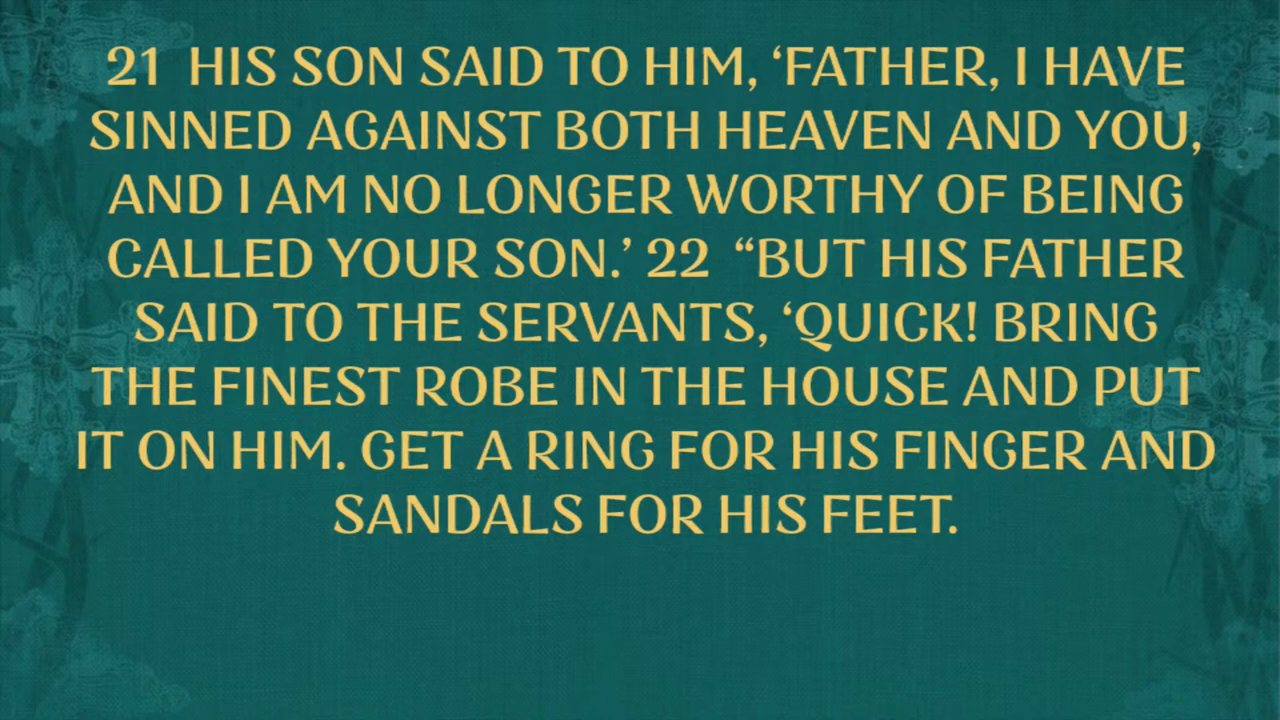 21  HIS SON SAID TO HIM, ‘FATHER, I HAVE
SINNED AGAINST BOTH HEAVEN AND YOU,
AND I AM NO LONGER WORTHY OF BEING
CALLED YOUR SON.’ 22  “BUT HIS FATHER
SAID TO THE SERVANTS, ‘QUICK! BRING
THE FINEST ROBE IN THE HOUSE AND PUT
IT ON HIM. GET A RING FOR HIS FINGER AND
SANDALS FOR HIS FEET.